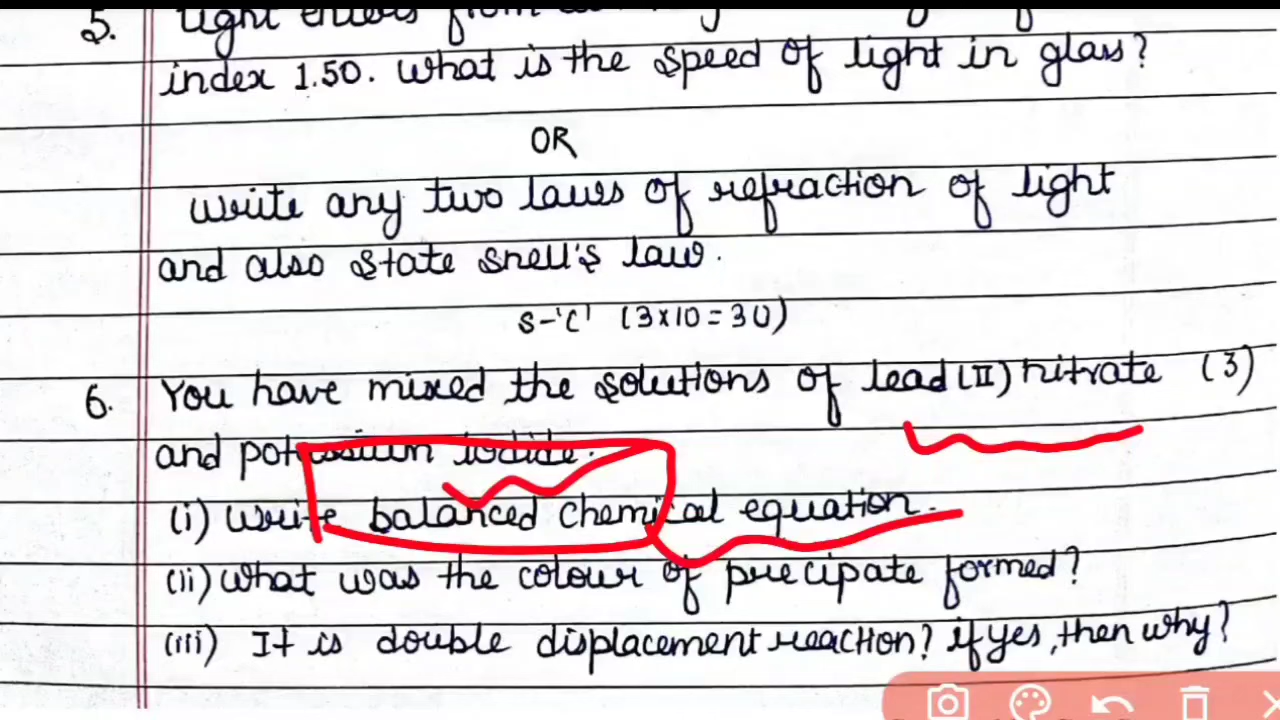 5. light enters from
index 1.50. What is the speed of light in glass?
OR
write any two laws of refraction of light
and also state snell's law.
S-'C' (3x10=30)
6. You have mixed the solutions of lead (II) nitrate (3)
and potassium iodide.
(i) write balanced chemical equation.
(ii) what was the colour of precipate formed?
(iii) It is double displacement reaction? if yes, then why?